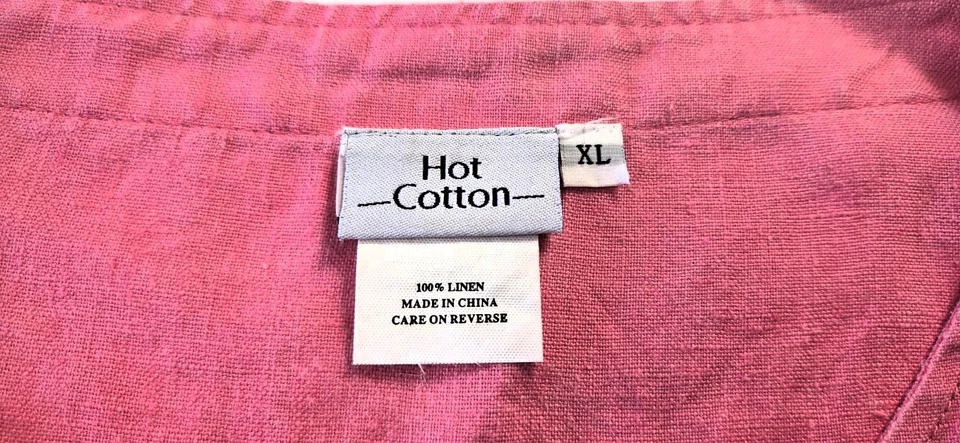 Hot
—Cotton—
XL
100% LINEN
MADE IN CHINA
CARE ON REVERSE